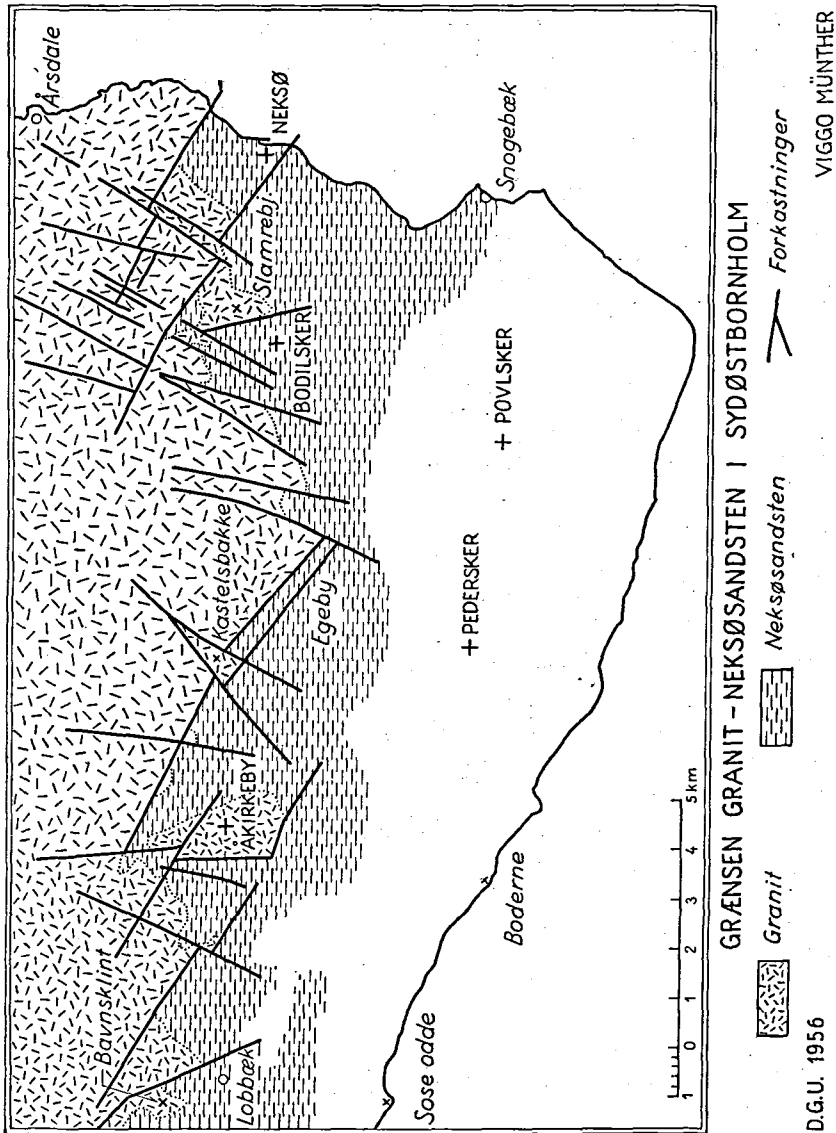 Årsdale
NEKSØ
Slamrebj
Snogebæk
BODILSKER
POVLSKER
Kastelsbakke
Egeby
PEDERSKER
Bavnsklint
ÅKIRKEBY
Lobbæk
Boderne
Sose odde
1 0 1 2 3 4 5 km
GRÆNSEN GRANIT - NEKSØSANDSTEN I SYDØSTBORNHOLM
Granit
Neksøsandsten
Forkastninger
D.G.U. 1956
VIGGO MÜNTHER